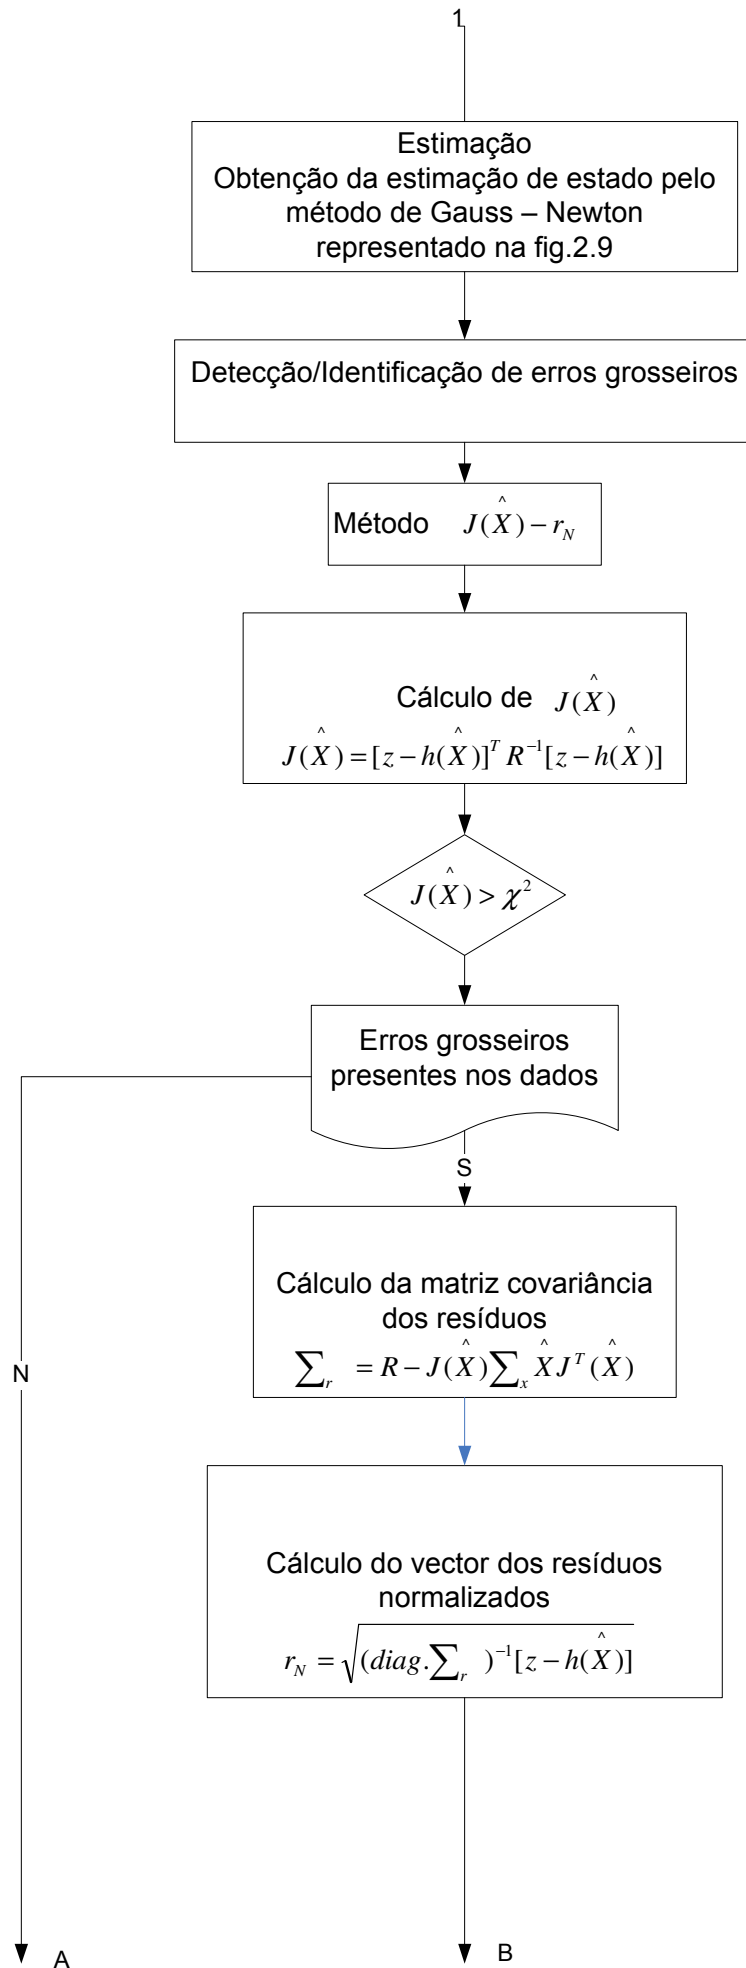 1
Estimação
Obtenção da estimação de estado pelo
método de Gauss – Newton
representado na fig.2.9
Detecção/Identificação de erros grosseiros
Método J(X̂) − r_N
Cálculo de J(X̂)
J(X̂) = [z − h(X̂)]^T R^{−1} [z − h(X̂)]
J(X̂) > χ²
Erros grosseiros
presentes nos dados
S
Cálculo da matriz covariância
dos resíduos
∑_r = R − J(X̂) ∑_x X̂ J^T (X̂)
N
Cálculo do vector dos resíduos
normalizados
r_N = √((diag.∑_r )^{−1} [z − h(X̂)])
A
B